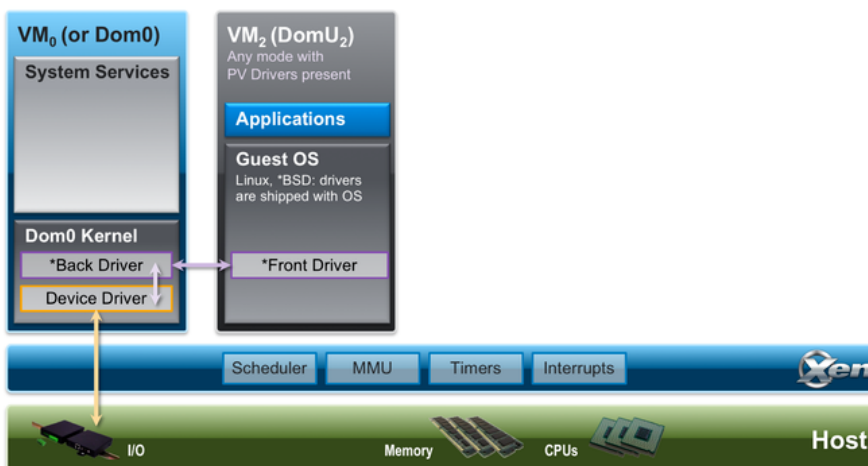 VM0 (or Dom0)
System Services
Dom0 Kernel
*Back Driver
Device Driver
VM2 (DomU2)
Any mode with
PV Drivers present
Applications
Guest OS
Linux, *BSD: drivers
are shipped with OS
*Front Driver
Scheduler
MMU
Timers
Interrupts
Xen
I/O
Memory
CPUs
Host